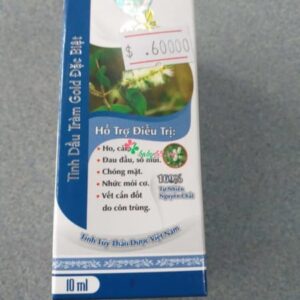 $ .60000
Tinh Dầu Tràm Gold Đặc Biệt
Hỗ Trợ Điều Trị:
• Ho, cảm
• Đau đầu, sổ mũi.
• Chóng mặt.
• Nhức mỏi cơ.
• Vết cắn đốt
do côn trùng.
100%
Tự Nhiên
Nguyên Chất
Tinh Túy Thảo Dược Việt Nam
10 ml